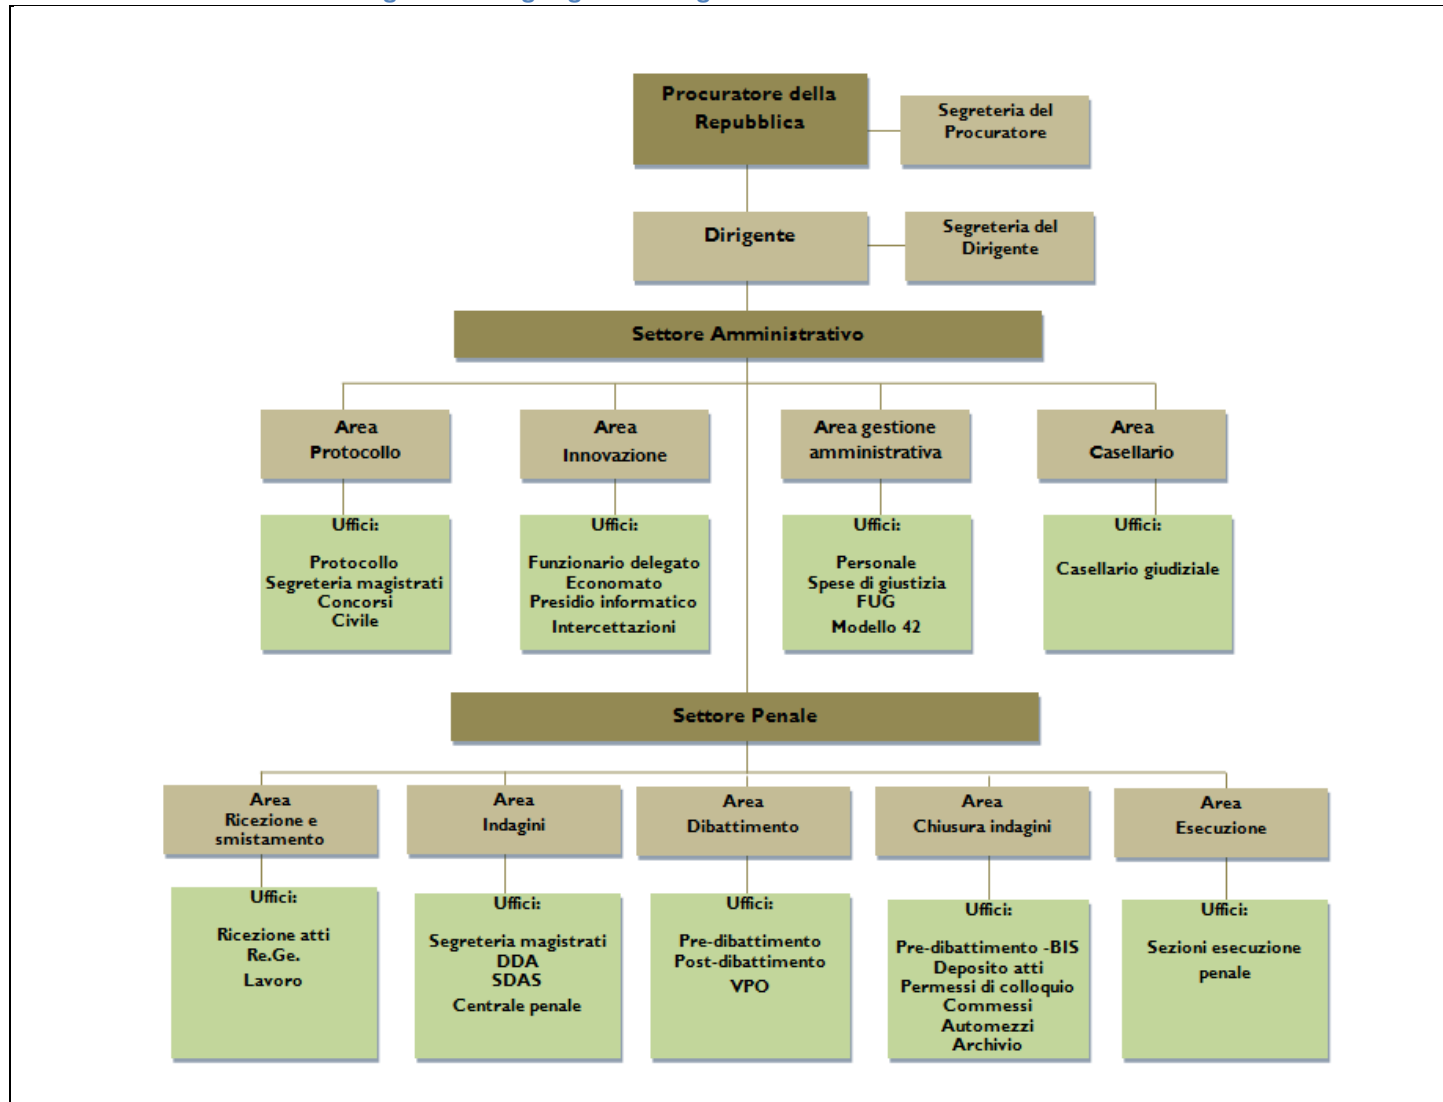 Procuratore della
Repubblica
Segreteria del
Procuratore
Dirigente
Segreteria del
Dirigente
Settore Amministrativo
Area
Protocollo
Area
Innovazione
Area gestione
amministrativa
Area
Casellario
Uffici:
Protocollo
Segreteria magistrati
Concorsi
Civile
Uffici:
Funzionario delegato
Economato
Presidio informatico
Intercettazioni
Uffici:
Personale
Spese di giustizia
FUG
Modello 42
Uffici:
Casellario giudiziale
Settore Penale
Area
Ricezione e
smistamento
Area
Indagini
Area
Dibattimento
Area
Chiusura indagini
Area
Esecuzione
Uffici:
Ricezione atti
Re.Ge.
Lavoro
Uffici:
Segreteria magistrati
DDA
SDAS
Centrale penale
Uffici:
Pre-dibattimento
Post-dibattimento
VPO
Uffici:
Pre-dibattimento -BIS
Deposito atti
Permessi di colloquio
Commessi
Automezzi
Archivio
Uffici:
Sezioni esecuzione
penale